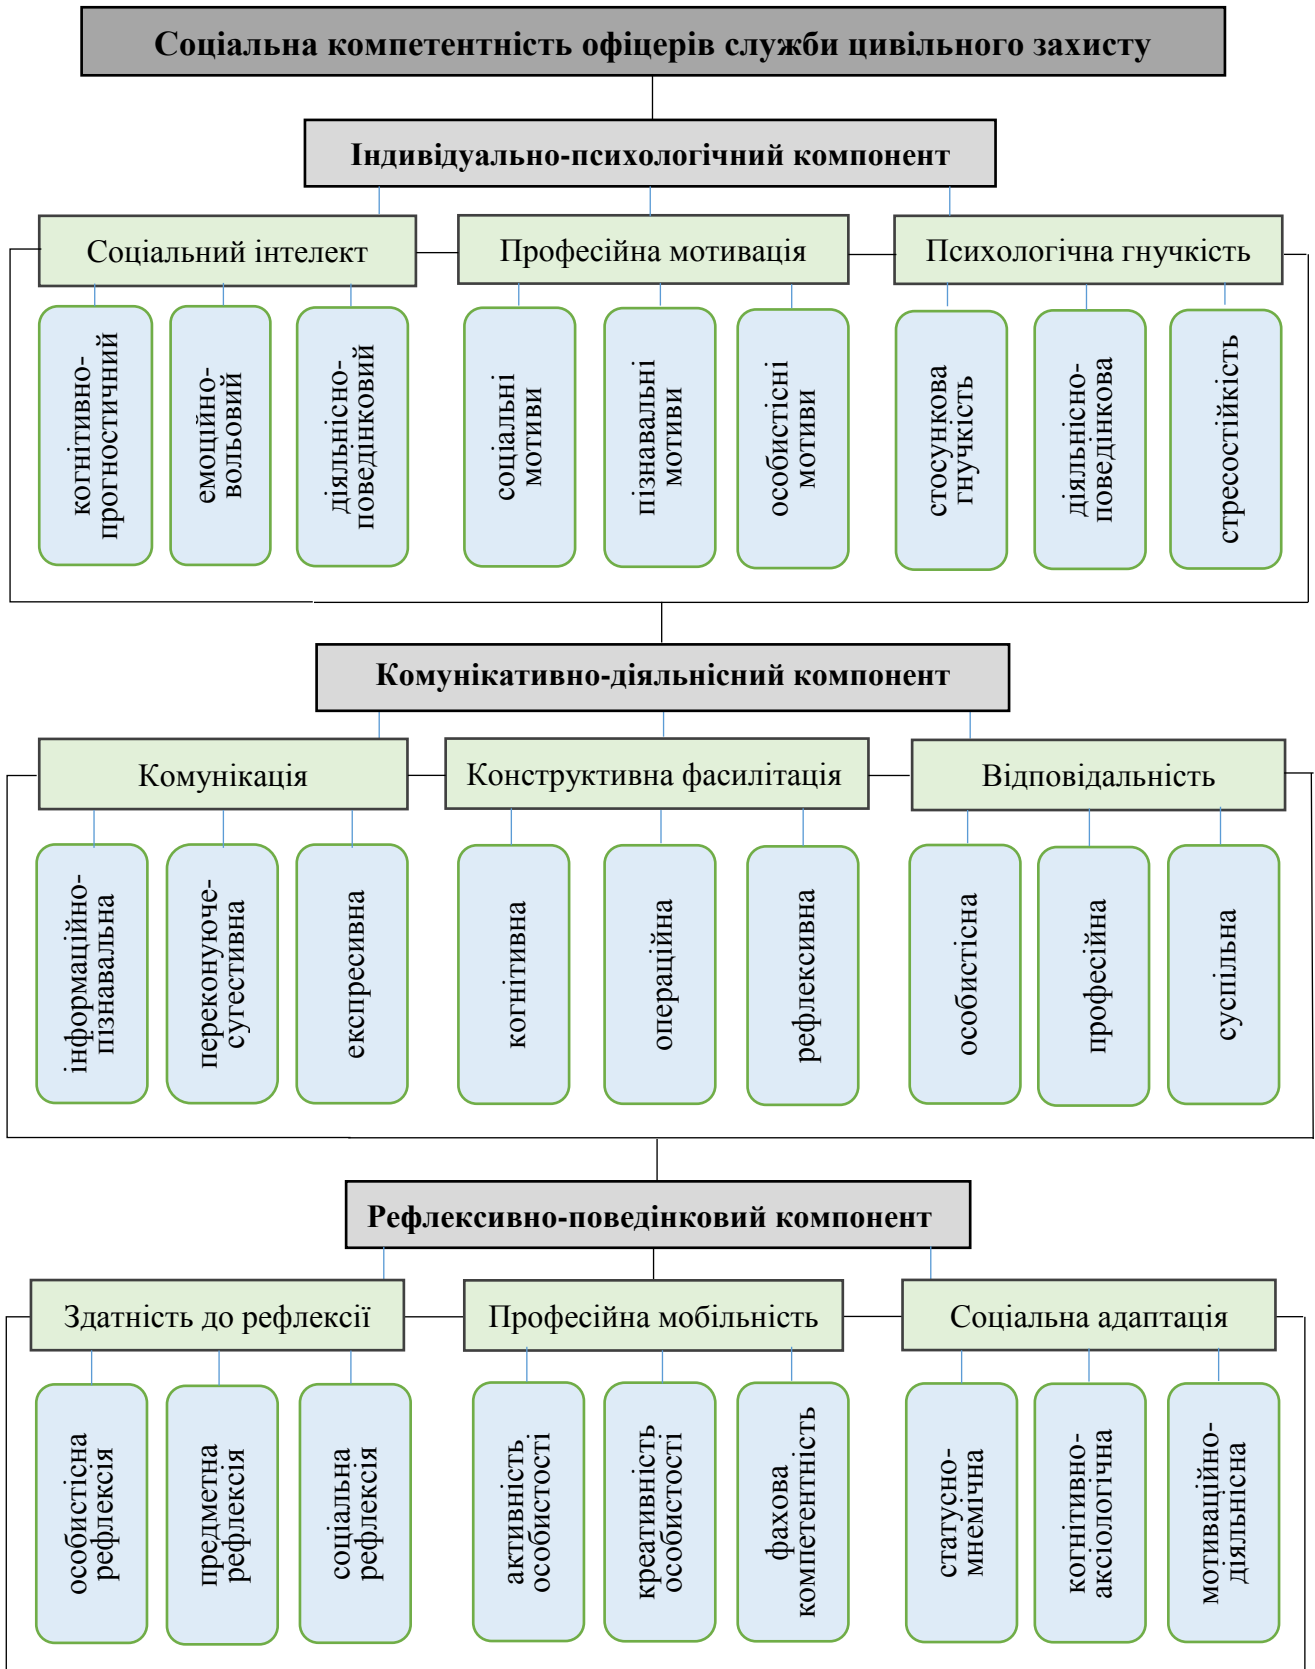 Соціальна компетентність офіцерів служби цивільного захисту
Індивідуально-психологічний компонент
Соціальний інтелект
Професійна мотивація
Психологічна гнучкість
когнітивно-
прогностичний
емоційно-
вольовий
діяльнісно-
поведінковий
соціальні
мотиви
пізнавальні
мотиви
особистісні
мотиви
стосункова
гнучкість
діяльнісно-
поведінкова
стресостійкість
Комунікативно-діяльнісний компонент
Комунікація
Конструктивна фасилітація
Відповідальність
інформаційно-
пізнавальна
переконуюче-
сугестивна
експресивна
когнітивна
операційна
рефлексивна
особистісна
професійна
суспільна
Рефлексивно-поведінковий компонент
Здатність до рефлексії
Професійна мобільність
Соціальна адаптація
особистісна
рефлексія
предметна
рефлексія
соціальна
рефлексія
активність
особистості
креативність
особистості
фахова
компетентність
статусно-
мнемічна
когнітивно-
аксіологічна
мотиваційно-
діяльнісна